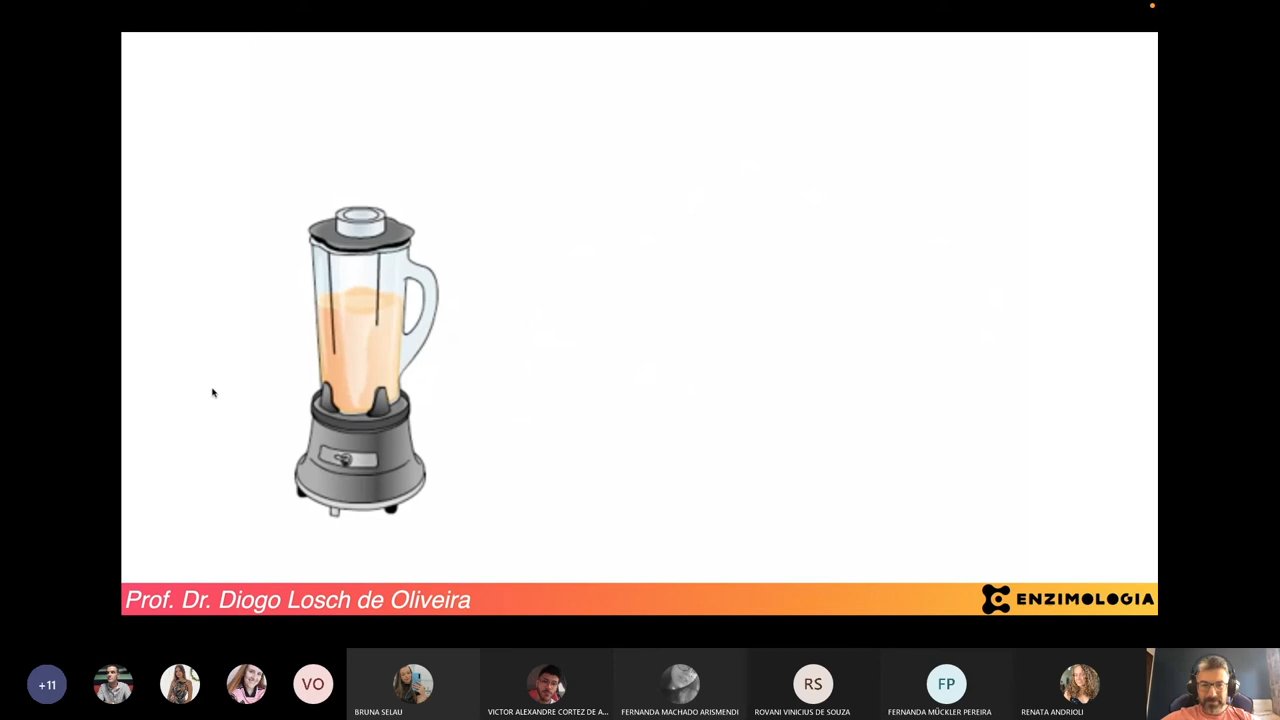 Prof. Dr. Diogo Losch de Oliveira
ENZIMOLOGIA
+11
VO
RS
FP
BRUNA SELAU
VICTOR ALEXANDRE CORTEZ DE A...
FERNANDA MACHADO ARISMENDI
ROVANI VINICIUS DE SOUZA
FERNANDA MÜCKLER PEREIRA
RENATA ANDRIOLI